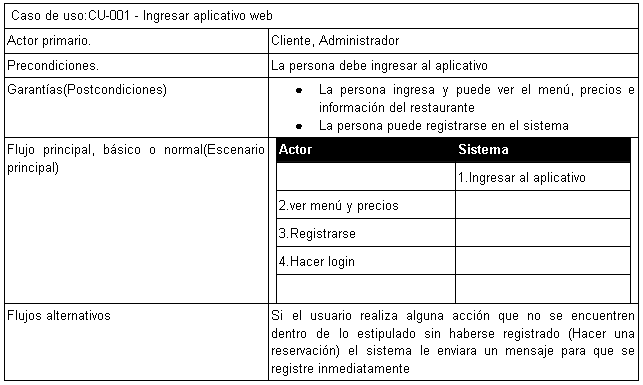 Caso de uso:CU-001 - Ingresar aplicativo web
Actor primario.
Cliente, Administrador
Precondiciones.
La persona debe ingresar al aplicativo
Garantías(Postcondiciones)
● La persona ingresa y puede ver el menú, precios e
información del restaurante
● La persona puede registrarse en el sistema
Flujo principal, básico o normal(Escenario
principal)
Actor
Sistema
1.Ingresar al aplicativo
2.ver menú y precios
3.Registrarse
4.Hacer login
Flujos alternativos
Si el usuario realiza alguna acción que no se encuentren
dentro de lo estipulado sin haberse registrado (Hacer una
reservación) el sistema le enviara un mensaje para que se
registre inmediatamente